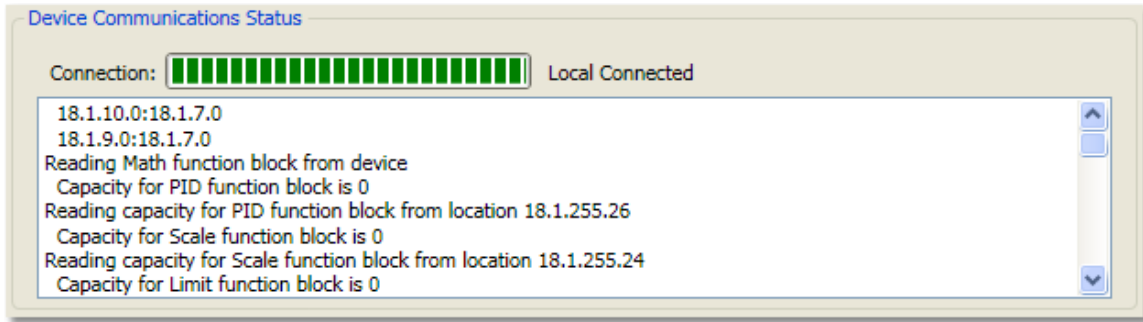 Device Communications Status
Connection: Local Connected
18.1.10.0:18.1.7.0
18.1.9.0:18.1.7.0
Reading Math function block from device
Capacity for PID function block is 0
Reading capacity for PID function block from location 18.1.255.26
Capacity for Scale function block is 0
Reading capacity for Scale function block from location 18.1.255.24
Capacity for Limit function block is 0